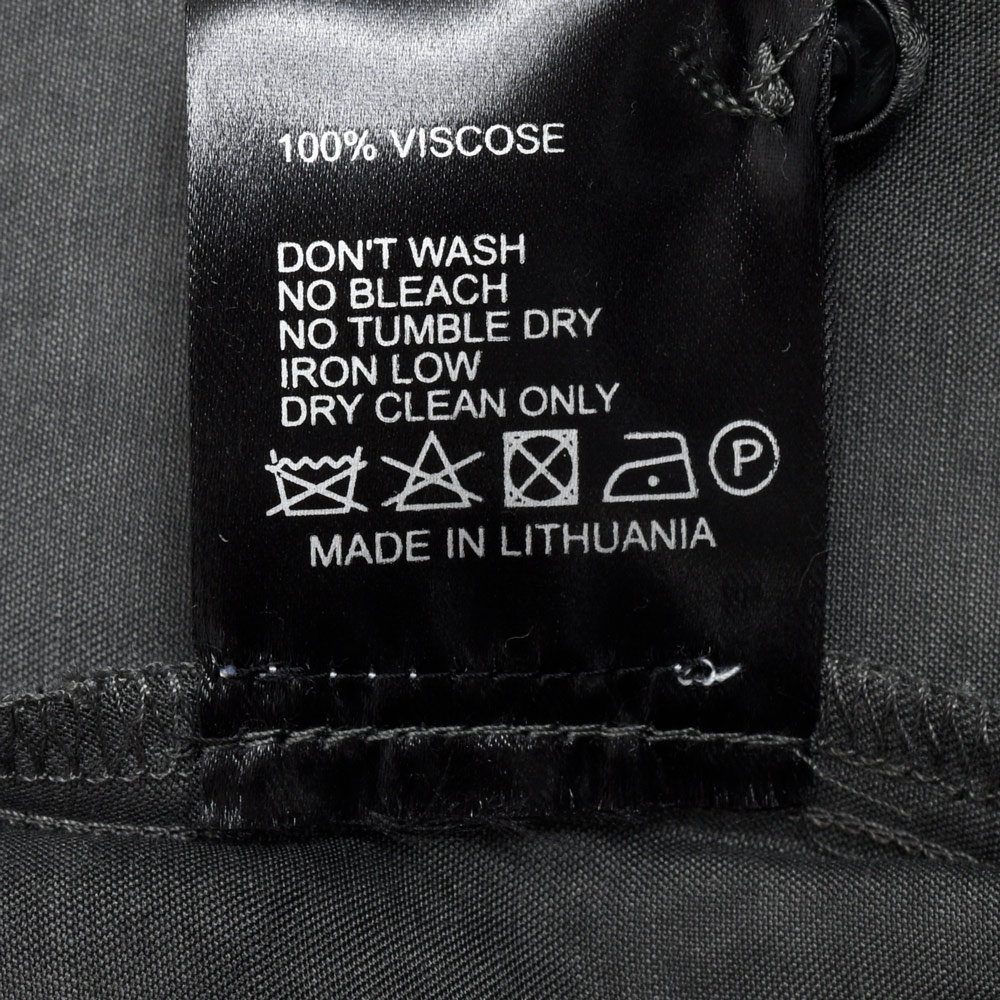 100% VISCOSE
DON'T WASH
NO BLEACH
NO TUMBLE DRY
IRON LOW
DRY CLEAN ONLY
P
MADE IN LITHUANIA